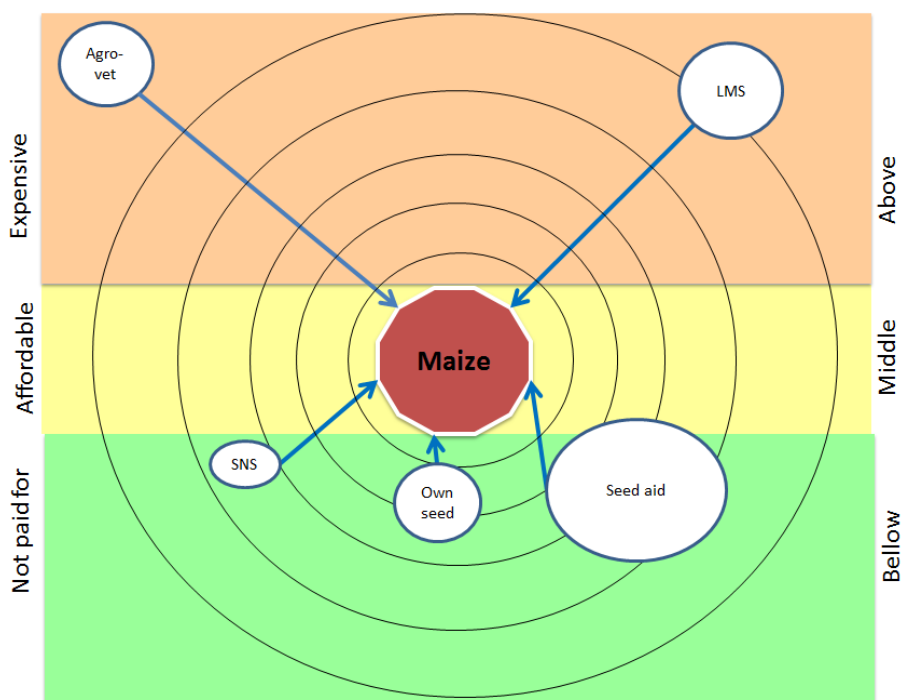 Agro-
vet
LMS
Expensive
Above
Affordable
Maize
Middle
SNS
Own
seed
Seed aid
Not paid for
Bellow